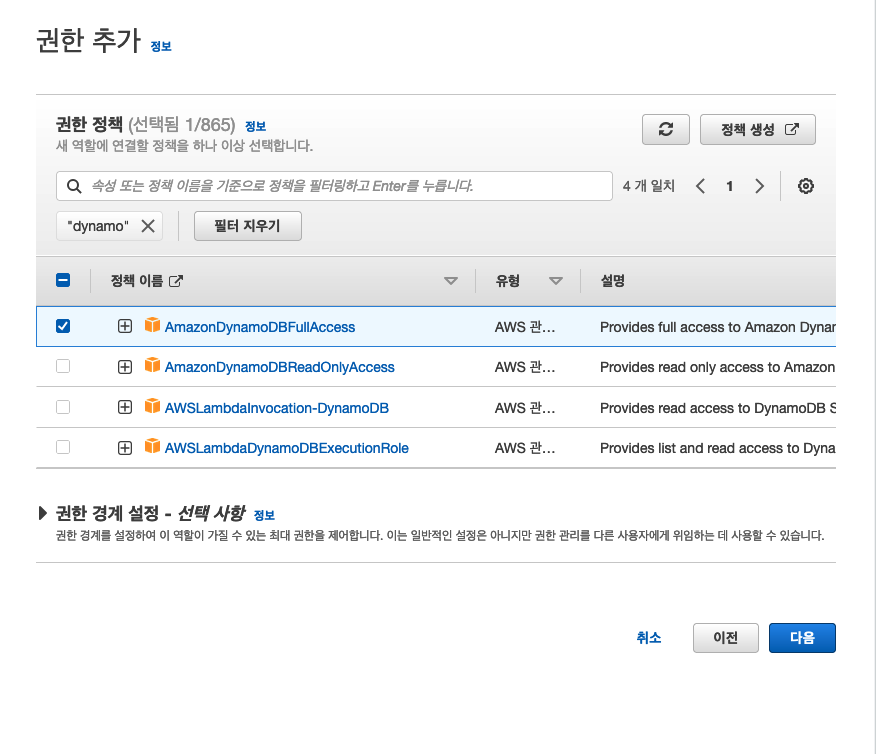 권한 추가 정보
권한 정책 (선택됨 1/865) 정보
새 역할에 연결할 정책을 하나 이상 선택합니다.
정책 생성
속성 또는 정책 이름을 기준으로 정책을 필터링하고 Enter를 누릅니다.
4 개 일치
1
"dynamo"
필터 지우기
정책 이름 유형 설명
AmazonDynamoDBFullAccess AWS 관... Provides full access to Amazon Dynar
AmazonDynamoDBReadOnlyAccess AWS 관... Provides read only access to Amazon
AWSLambdaInvocation-DynamoDB AWS 관... Provides read access to DynamoDB S
AWSLambdaDynamoDBExecutionRole AWS 관... Provides list and read access to Dyna
권한 경계 설정 - 선택 사항 정보
권한 경계를 설정하여 이 역할이 가질 수 있는 최대 권한을 제어합니다. 이는 일반적인 설정은 아니지만 권한 관리를 다른 사용자에게 위임하는 데 사용할 수 있습니다.
취소 이전 다음